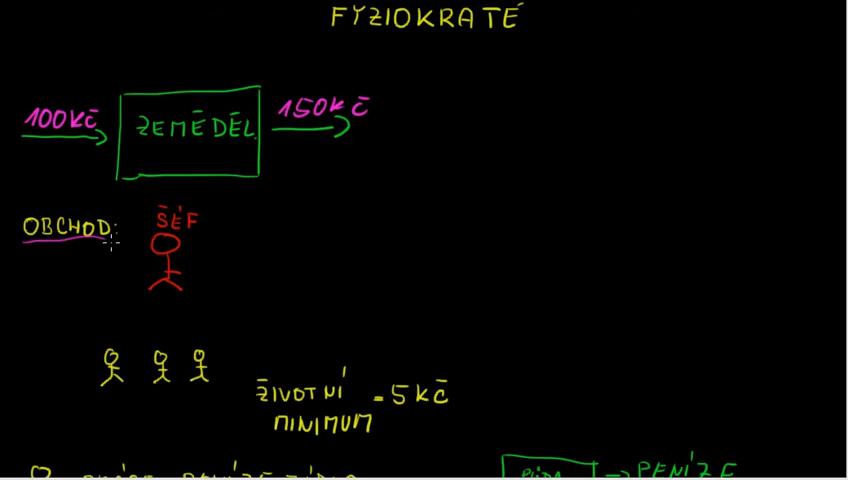 FYZIOKRATÉ
100Kč
ZEMĚDĚL.
150Kč
OBCHOD:
ŠÉF
ŽIVOTNÍ
MINIMUM
= 5Kč
PENÍZE